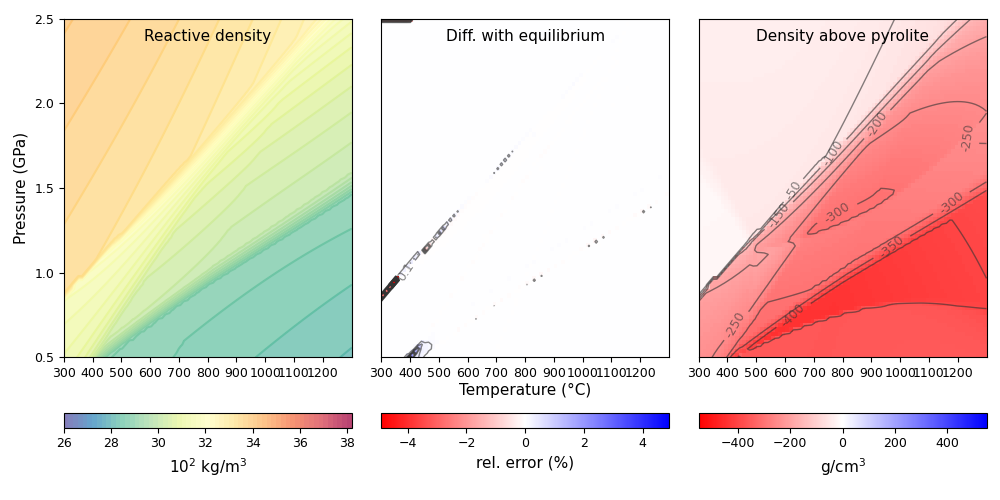 Reactive density
Diff. with equilibrium
Density above pyrolite
Pressure (GPa)
2.5
2.0
1.5
1.0
0.5
300 400 500 600 700 800 900 1000 1100 1200
300 400 500 600 700 800 900 1000 1100 1200
300 400 500 600 700 800 900 1000 1100 1200
0.1
-200
-250
-100
-50
-150
-300
-300
-350
-400
-250
Temperature (°C)
26 28 30 32 34 36 38
10² kg/m³
−4 −2 0 2 4
rel. error (%)
−400 −200 0 200 400
g/cm³